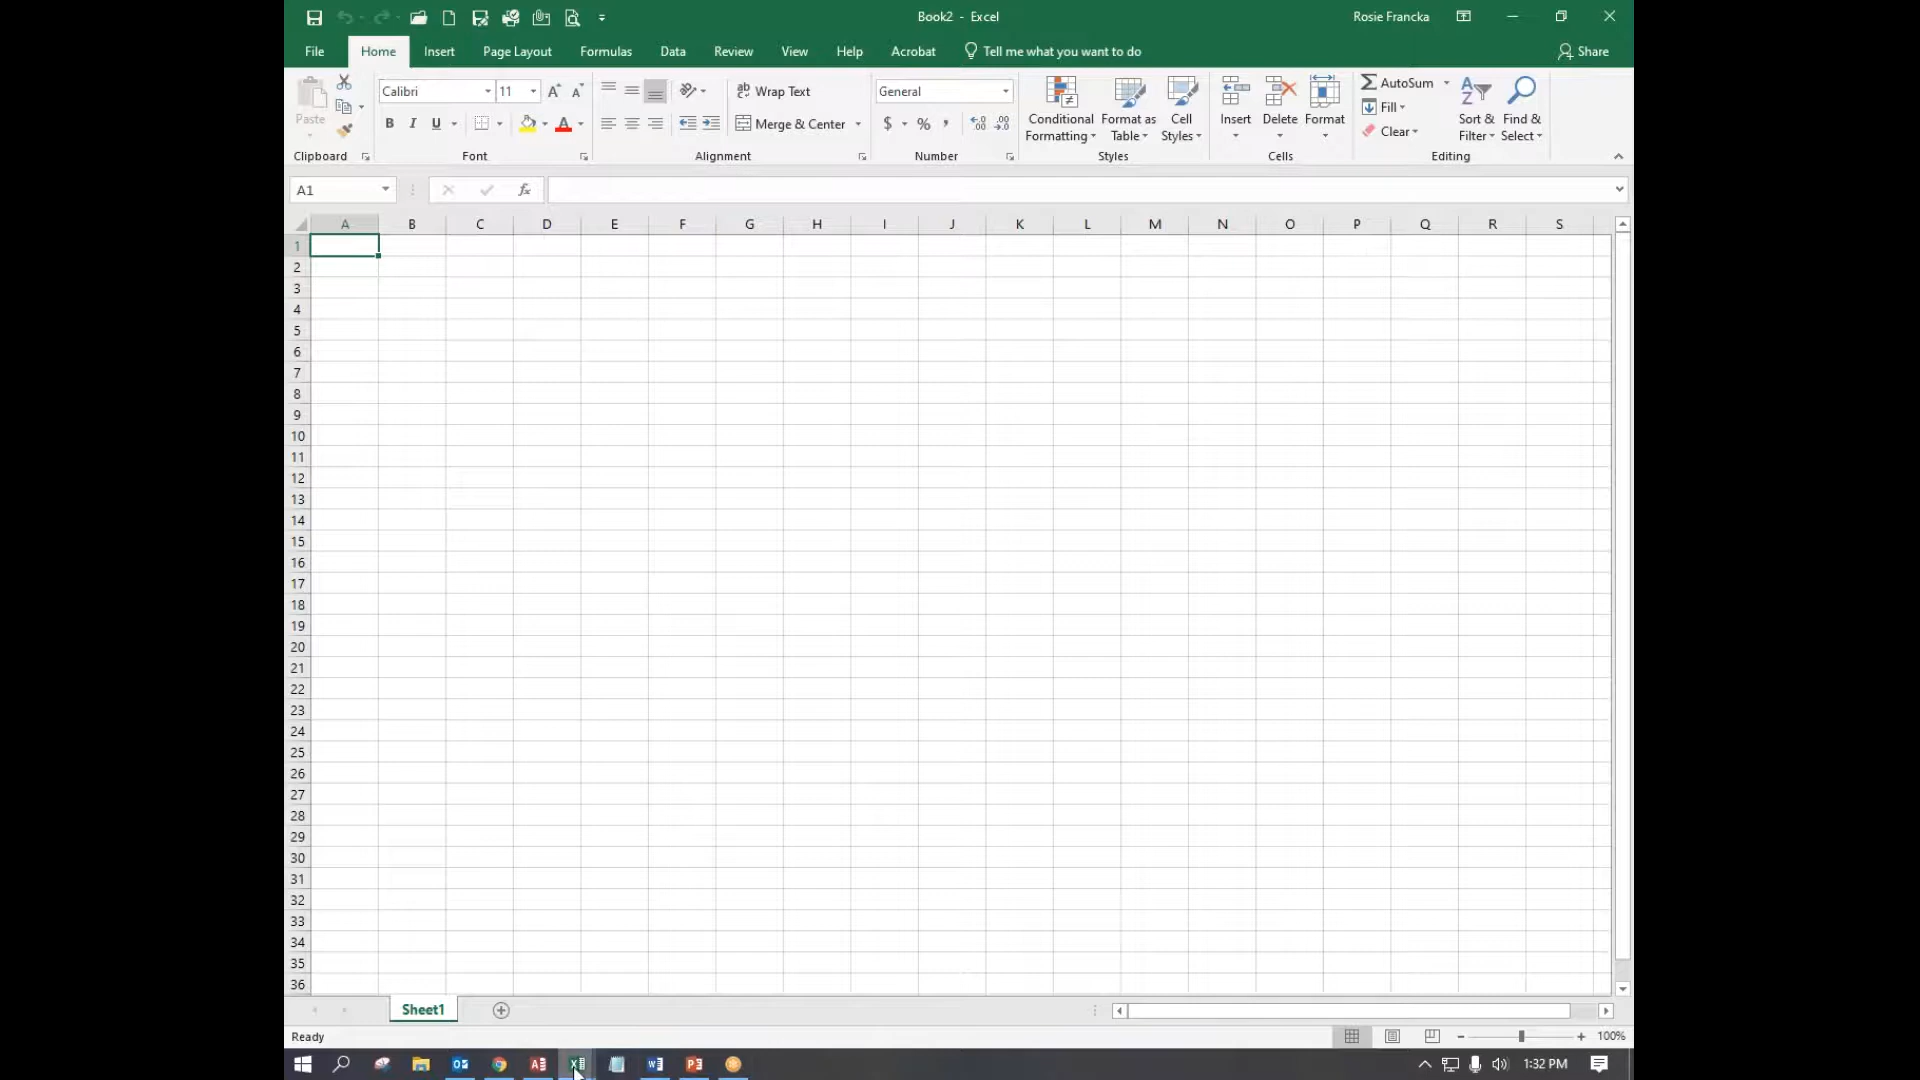 Book2 - Excel
Rosie Francka
File Home Insert Page Layout Formulas Data Review View Help Acrobat Tell me what you want to do Share
Paste
Calibri 11
B I U
Wrap Text
Merge & Center
General
$ % ,
Conditional Formatting
Format as Table
Cell Styles
Insert Delete Format
AutoSum
Fill
Clear
Sort & Filter
Find & Select
Clipboard Font Alignment Number Styles Cells Editing
A1 fx
A B C D E F G H I J K L M N O P Q R S
1
2
3
4
5
6
7
8
9
10
11
12
13
14
15
16
17
18
19
20
21
22
23
24
25
26
27
28
29
30
31
32
33
34
35
36
Sheet1
Ready 100%
1:32 PM